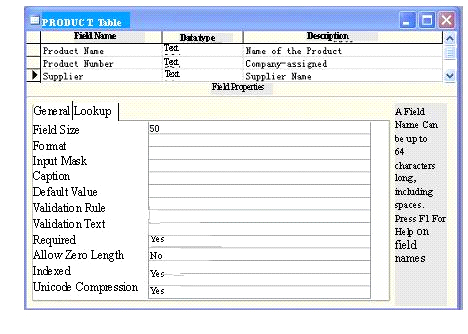 PRODUCT Table
Field Name Datatype Description
Product Name Text Name of the Product
Product Number Text Company-assigned
Supplier Text Supplier Name
Field Properties
General Lookup
Field Size 50
Format
Input Mask
Caption
Default Value
Validation Rule
Validation Text
Required Yes
Allow Zero Length No
Indexed Yes
Unicode Compression Yes
A Field
Name Can
be up to
64
characters
long,
including
spaces.
Press F1 For
Help on
field
names